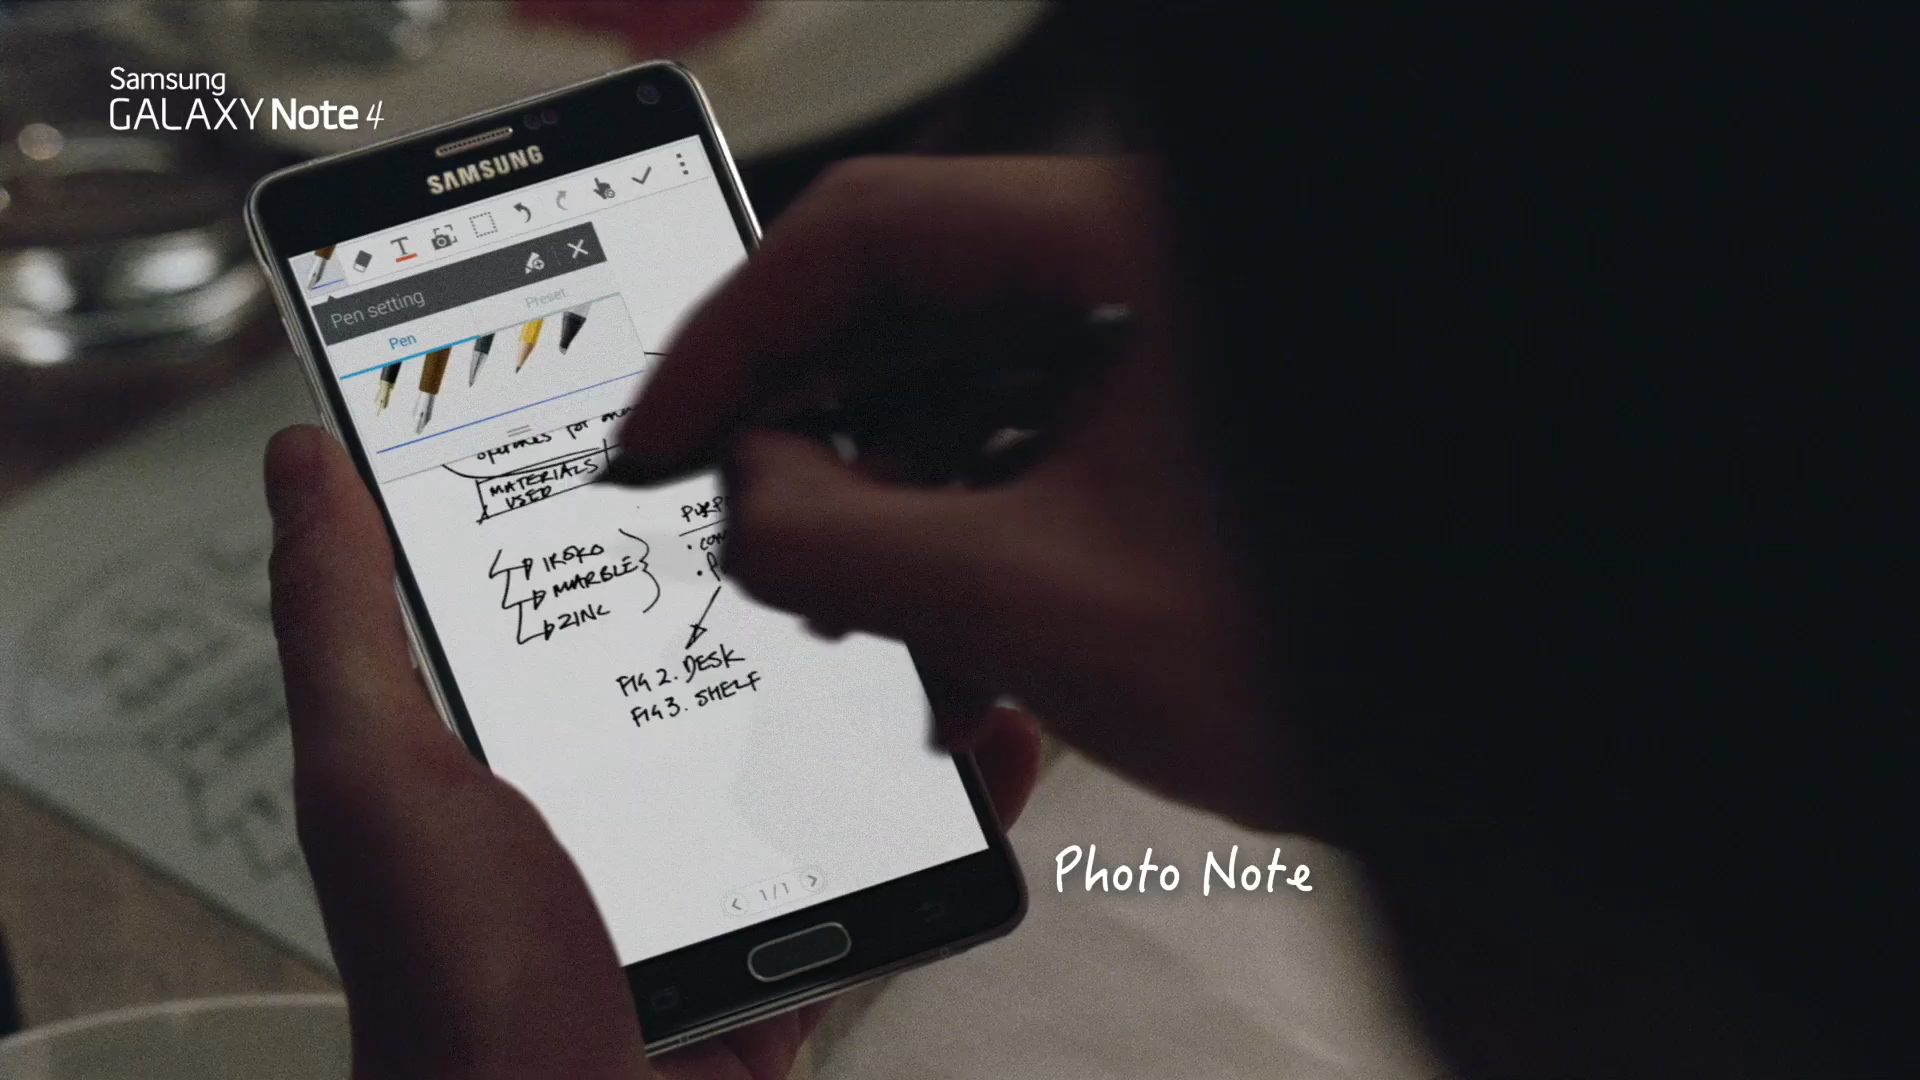 Samsung
GALAXY Note 4
SAMSUNG
T
Pen setting
Pen
Preset
for
MATERIALS
USED
IROKO
MARBLE
ZINC
FIG 2. DESK
FIG 3. SHELF
1/1
Photo Note